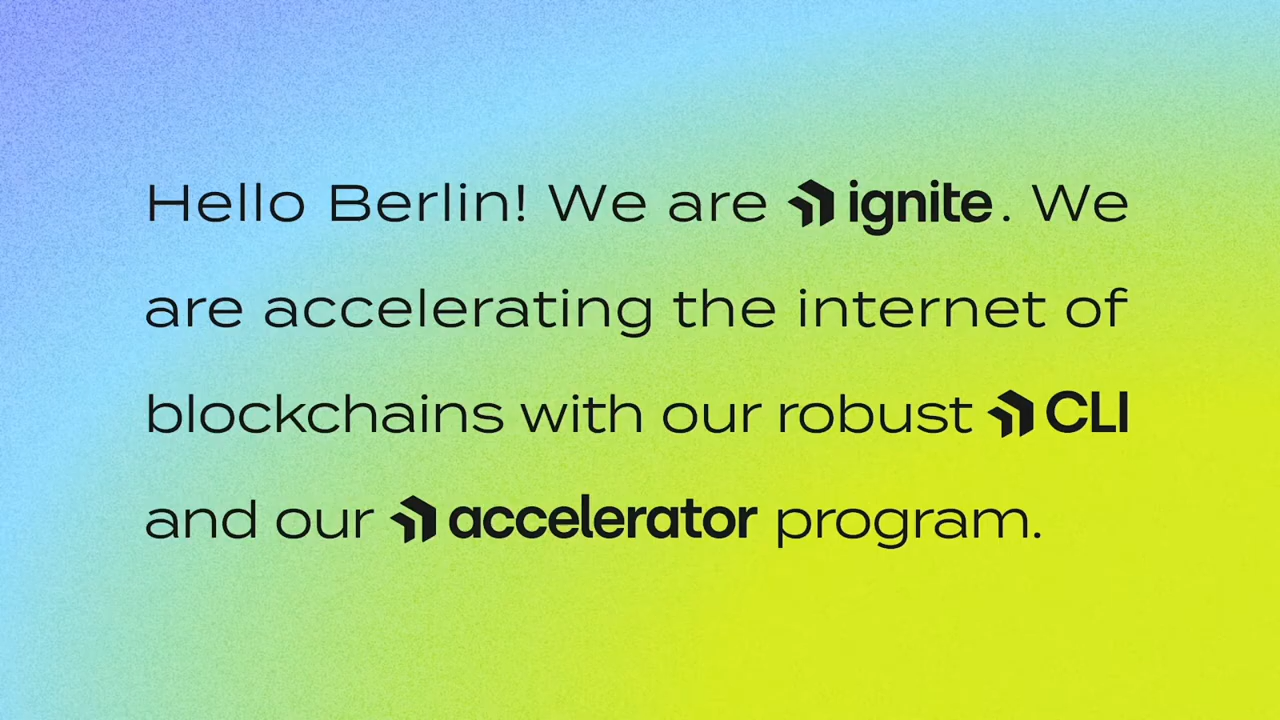 Hello Berlin! We are ignite. We
are accelerating the internet of
blockchains with our robust CLI
and our accelerator program.